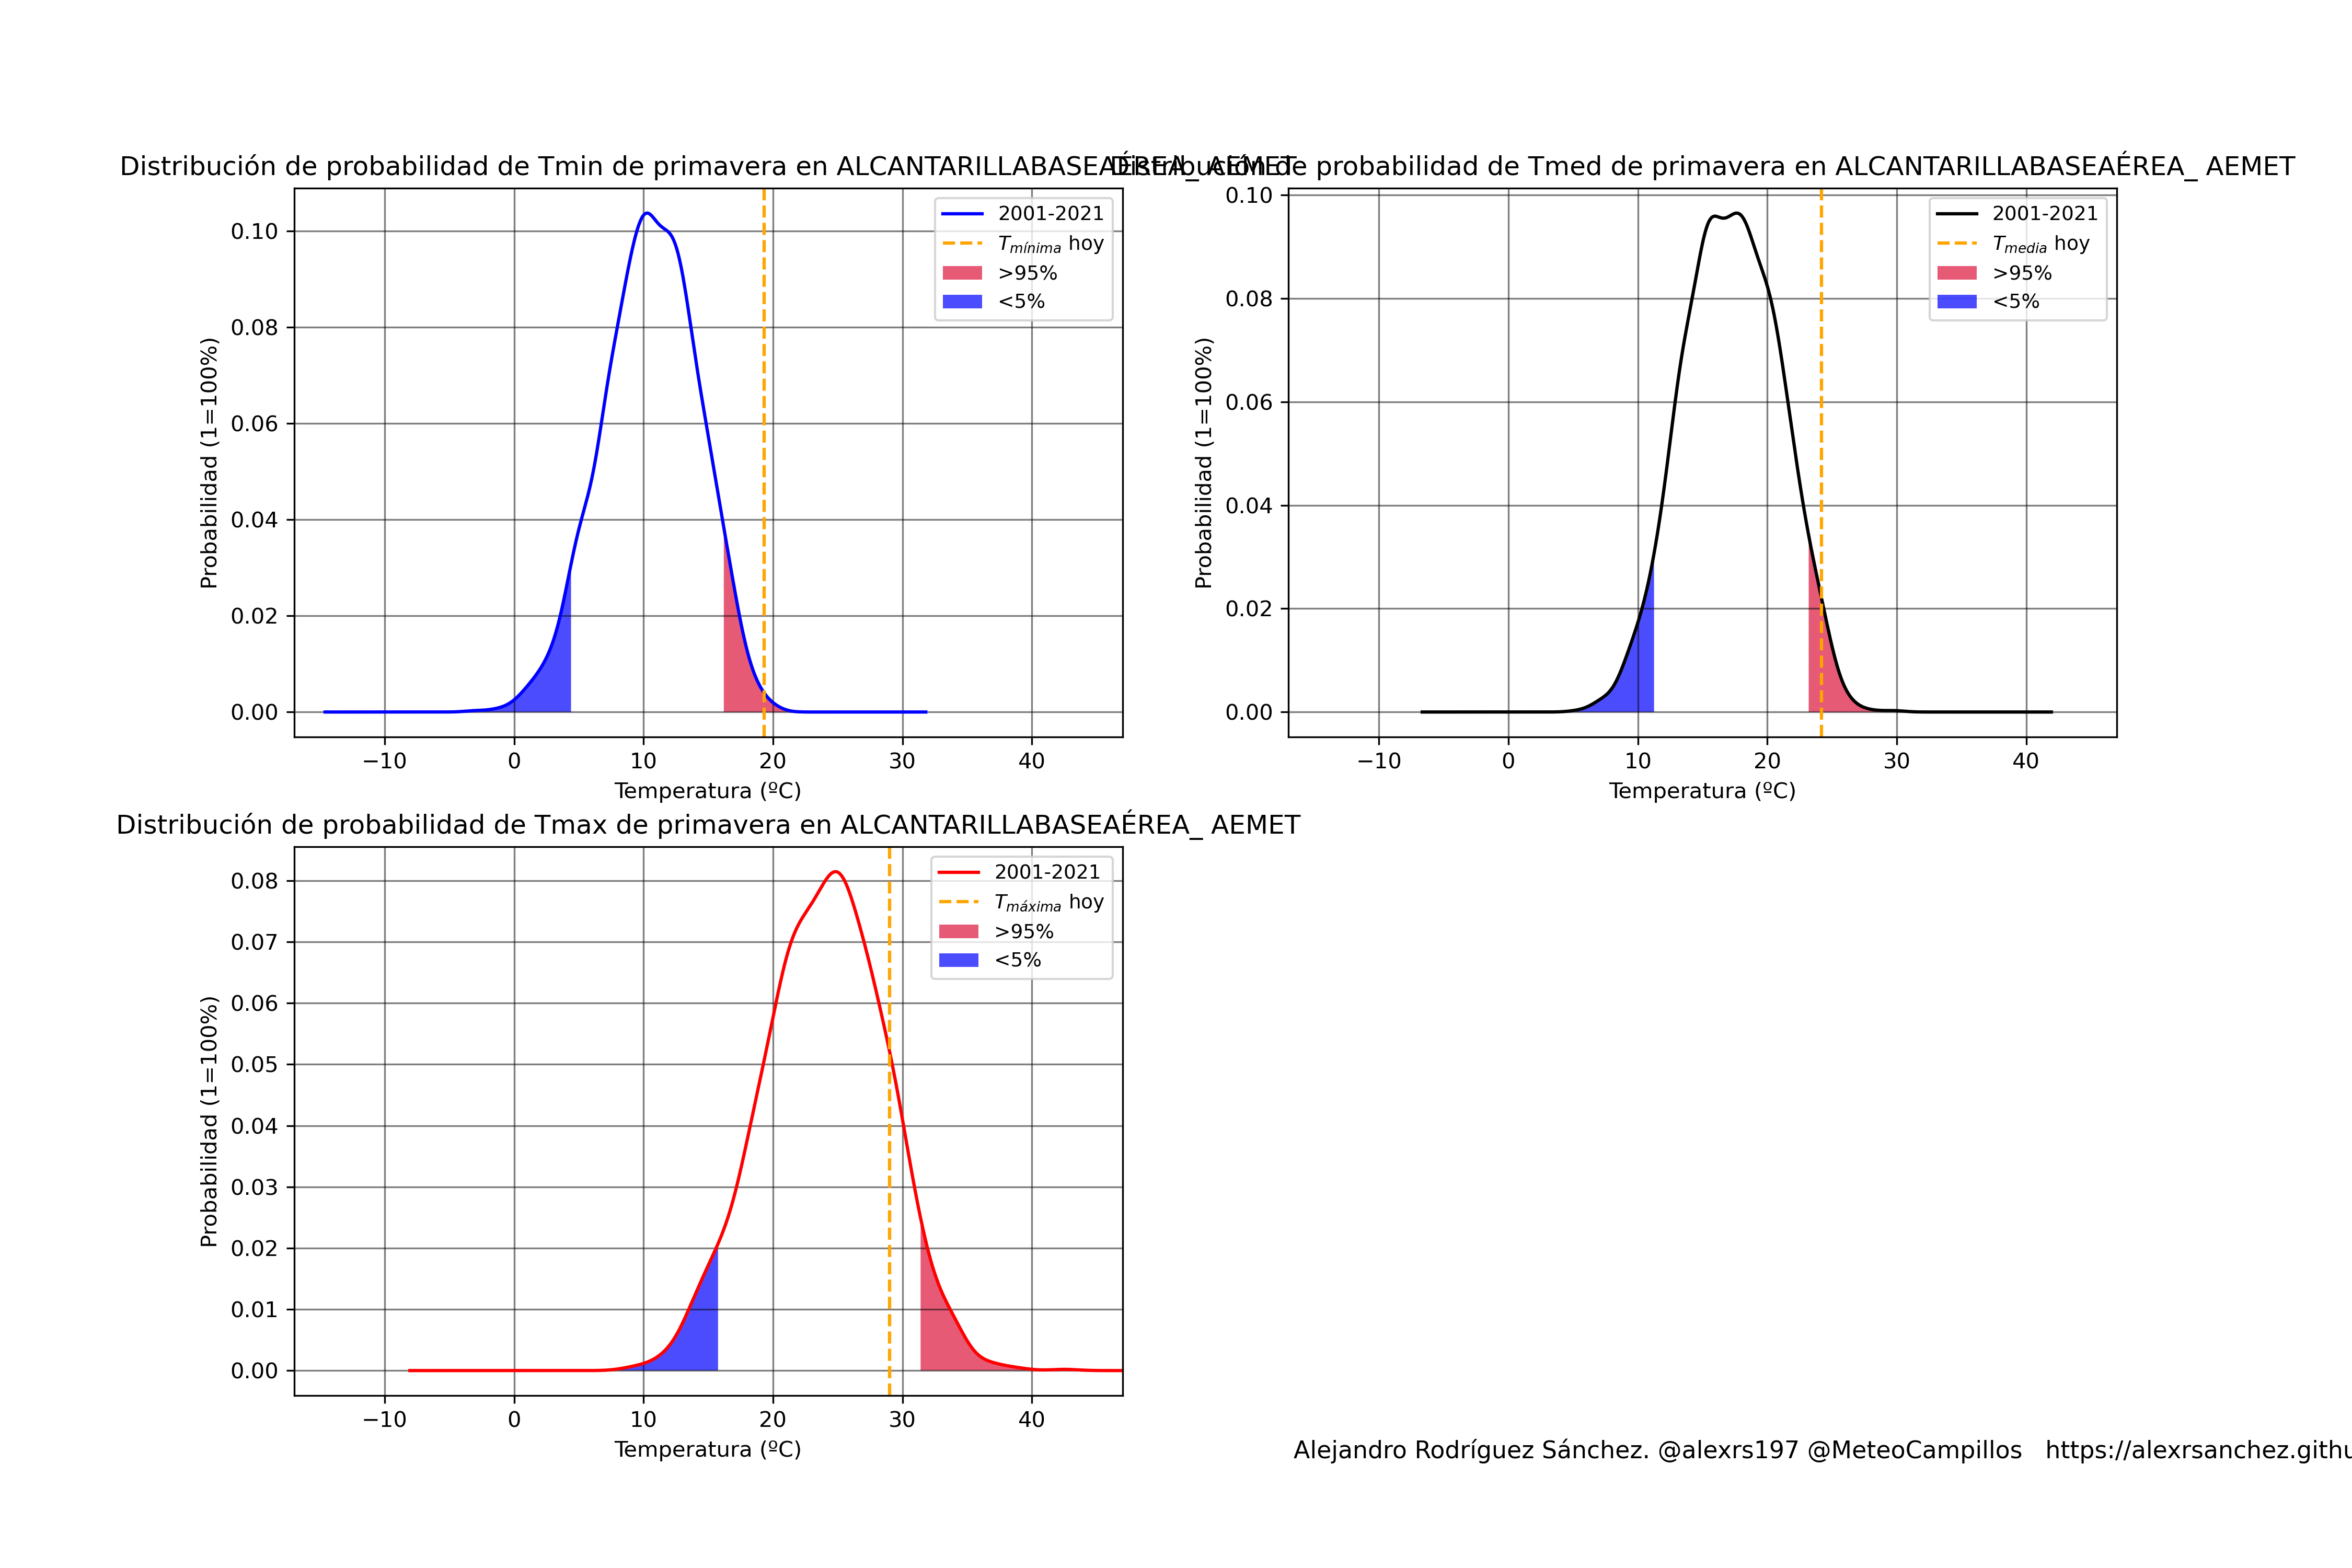 Distribución de probabilidad de Tmin de primavera en ALCANTARILLABASEAÉREA_ AEMET
0.10
0.08
0.06
0.04
0.02
0.00
Probabilidad (1=100%)
−10 0 10 20 30 40
Temperatura (ºC)
2001-2021
Tmínima hoy
>95%
<5%
Distribución de probabilidad de Tmed de primavera en ALCANTARILLABASEAÉREA_ AEMET
0.10
0.08
0.06
0.04
0.02
0.00
Probabilidad (1=100%)
−10 0 10 20 30 40
Temperatura (ºC)
2001-2021
Tmedia hoy
>95%
<5%
Distribución de probabilidad de Tmax de primavera en ALCANTARILLABASEAÉREA_ AEMET
0.08
0.07
0.06
0.05
0.04
0.03
0.02
0.01
0.00
Probabilidad (1=100%)
−10 0 10 20 30 40
Temperatura (ºC)
2001-2021
Tmáxima hoy
>95%
<5%
Alejandro Rodríguez Sánchez. @alexrs197 @MeteoCampillos https://alexrsanchez.githu